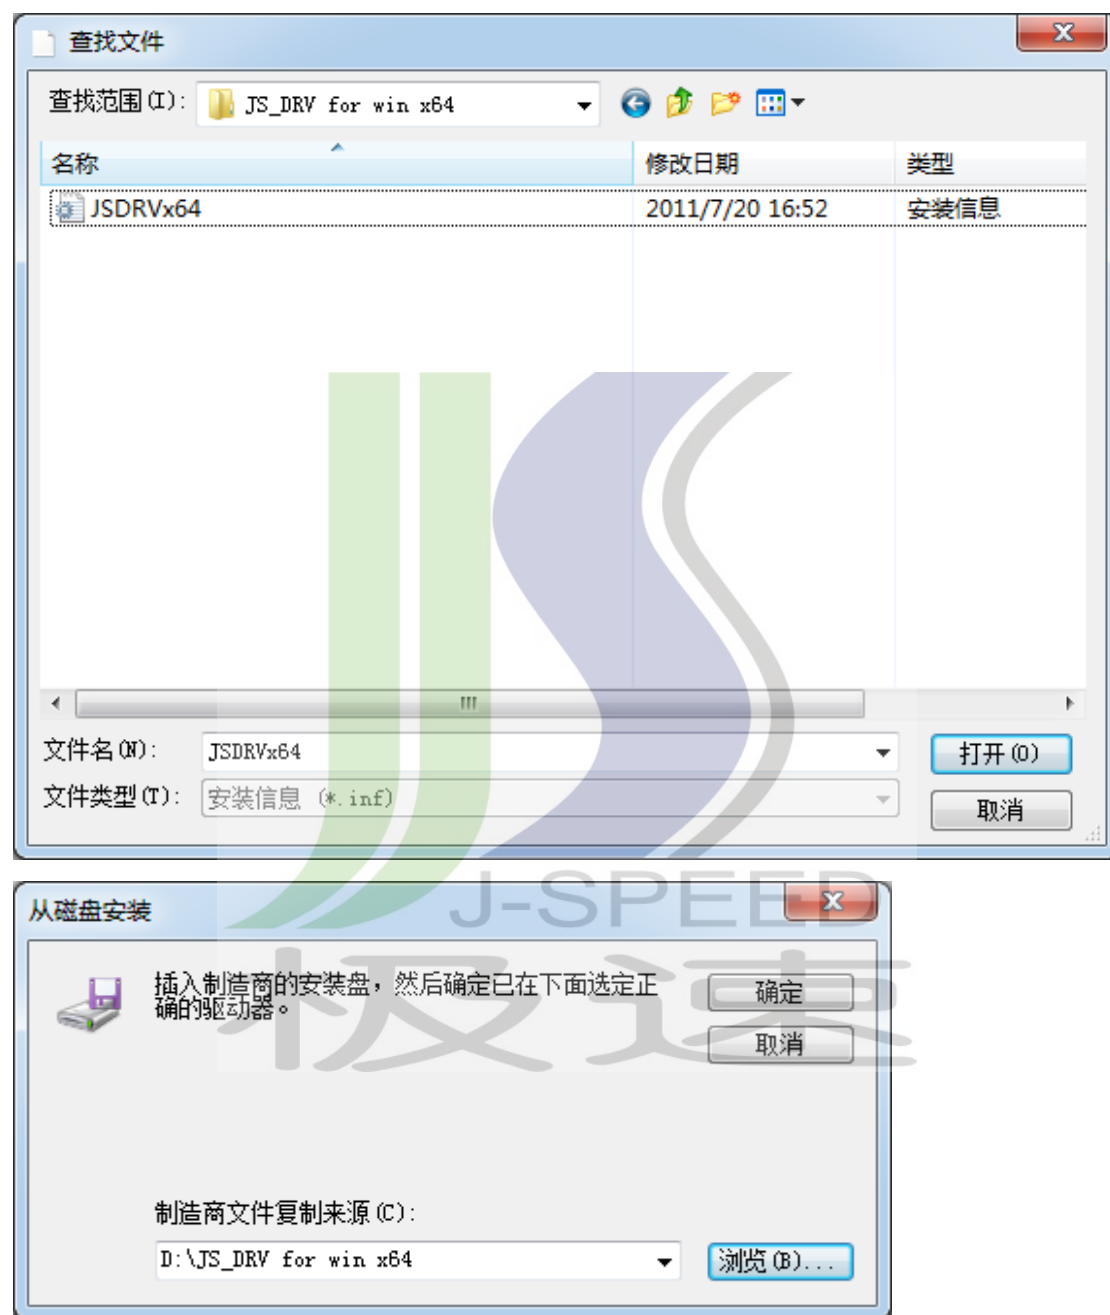 查找文件
查找范围(I): JS_DRV for win x64
名称 修改日期 类型
JSDRVx64 2011/7/20 16:52 安装信息
文件名(N): JSDRVx64 打开(O)
文件类型(T): 安装信息 (*.inf) 取消
J-SPEED
极速
从磁盘安装
插入制造商的安装盘，然后确定已在下面选定正
确的驱动器。
确定
取消
制造商文件复制来源(C):
D:\JS_DRV for win x64 浏览(B)...